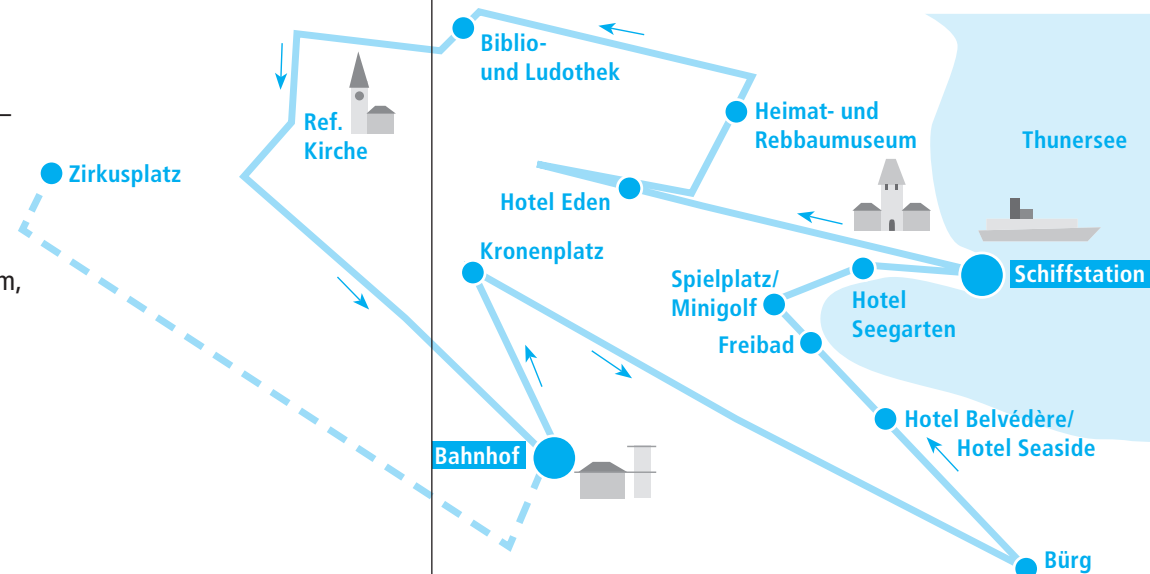 Biblio-
und Ludothek
Heimat- und
Rebbaumuseum
Thunersee
Ref.
Kirche
Zirkusplatz
Hotel Eden
Kronenplatz
Spielplatz/
Minigolf
Schiffstation
m,
Hotel
Seegarten
Freibad
Hotel Belvédère/
Hotel Seaside
Bahnhof
Bürg
–